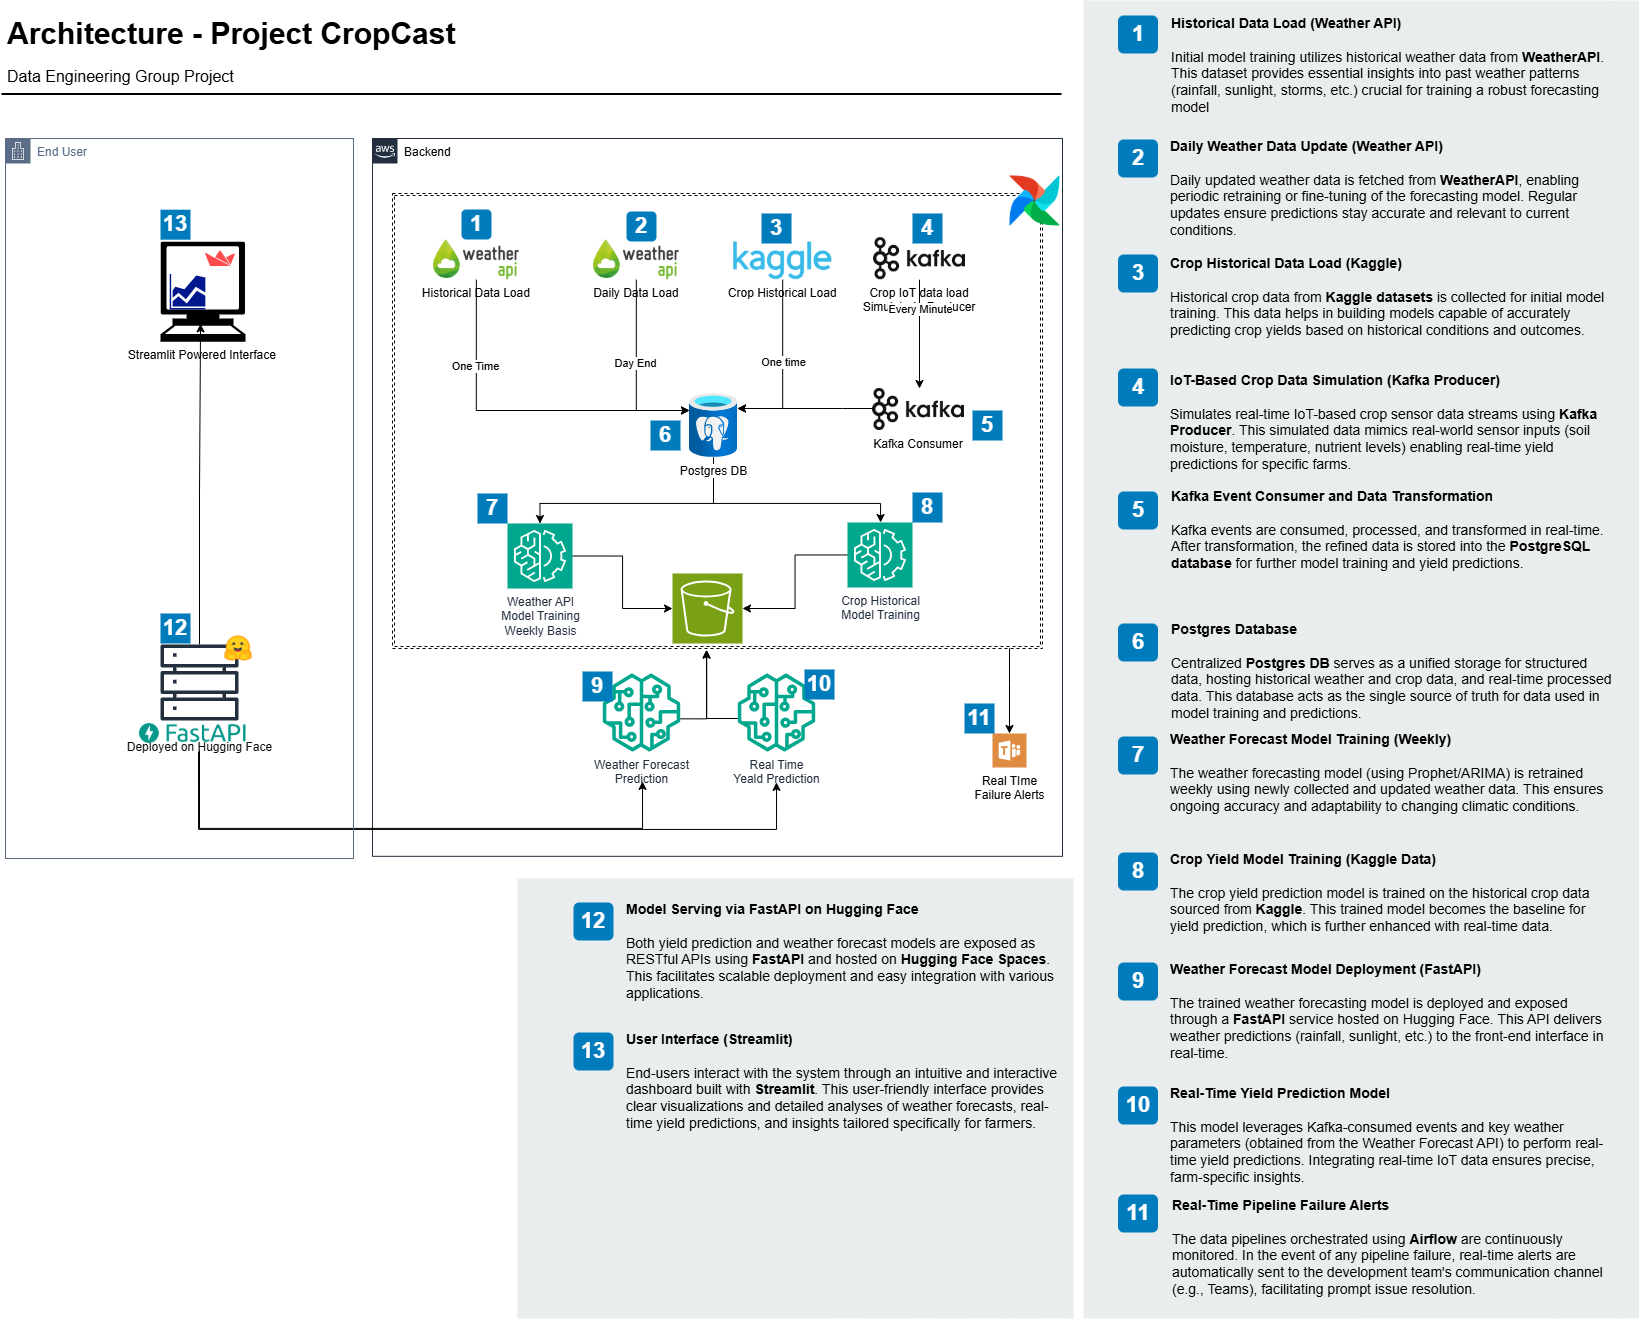 Architecture - Project CropCast
Data Engineering Group Project
End User
13
Streamlit Powered Interface
12
FastAPI
Deployed on Hugging Face
aws
Backend
1
weather
api
Historical Data Load
2
weather
api
Daily Data Load
3
kaggle
Crop Historical Load
4
kafka
Crop IoT data load
Every Minute
One Time
Day End
One time
kafka
5
Kafka Consumer
6
Postgres DB
7
8
Weather API
Model Training
Weekly Basis
Crop Historical
Model Training
9
10
Weather Forecast
Prediction
Real Time
Yeald Prediction
11
Real TIme
Failure Alerts
1
Historical Data Load (Weather API)
Initial model training utilizes historical weather data from WeatherAPI.
This dataset provides essential insights into past weather patterns
(rainfall, sunlight, storms, etc.) crucial for training a robust forecasting
model
2
Daily Weather Data Update (Weather API)
Daily updated weather data is fetched from WeatherAPI, enabling
periodic retraining or fine-tuning of the forecasting model. Regular
updates ensure predictions stay accurate and relevant to current
conditions.
3
Crop Historical Data Load (Kaggle)
Historical crop data from Kaggle datasets is collected for initial model
training. This data helps in building models capable of accurately
predicting crop yields based on historical conditions and outcomes.
4
IoT-Based Crop Data Simulation (Kafka Producer)
Simulates real-time IoT-based crop sensor data streams using Kafka
Producer. This simulated data mimics real-world sensor inputs (soil
moisture, temperature, nutrient levels) enabling real-time yield
predictions for specific farms.
5
Kafka Event Consumer and Data Transformation
Kafka events are consumed, processed, and transformed in real-time.
After transformation, the refined data is stored into the PostgreSQL
database for further model training and yield predictions.
6
Postgres Database
Centralized Postgres DB serves as a unified storage for structured
data, hosting historical weather and crop data, and real-time processed
data. This database acts as the single source of truth for data used in
model training and predictions.
7
Weather Forecast Model Training (Weekly)
The weather forecasting model (using Prophet/ARIMA) is retrained
weekly using newly collected and updated weather data. This ensures
ongoing accuracy and adaptability to changing climatic conditions.
8
Crop Yield Model Training (Kaggle Data)
The crop yield prediction model is trained on the historical crop data
sourced from Kaggle. This trained model becomes the baseline for
yield prediction, which is further enhanced with real-time data.
9
Weather Forecast Model Deployment (FastAPI)
The trained weather forecasting model is deployed and exposed
through a FastAPI service hosted on Hugging Face. This API delivers
weather predictions (rainfall, sunlight, etc.) to the front-end interface in
real-time.
10
Real-Time Yield Prediction Model
This model leverages Kafka-consumed events and key weather
parameters (obtained from the Weather Forecast API) to perform real-
time yield predictions. Integrating real-time IoT data ensures precise,
farm-specific insights.
11
Real-Time Pipeline Failure Alerts
The data pipelines orchestrated using Airflow are continuously
monitored. In the event of any pipeline failure, real-time alerts are
automatically sent to the development team's communication channel
(e.g., Teams), facilitating prompt issue resolution.
12
Model Serving via FastAPI on Hugging Face
Both yield prediction and weather forecast models are exposed as
RESTful APIs using FastAPI and hosted on Hugging Face Spaces.
This facilitates scalable deployment and easy integration with various
applications.
13
User Interface (Streamlit)
End-users interact with the system through an intuitive and interactive
dashboard built with Streamlit. This user-friendly interface provides
clear visualizations and detailed analyses of weather forecasts, real-
time yield predictions, and insights tailored specifically for farmers.